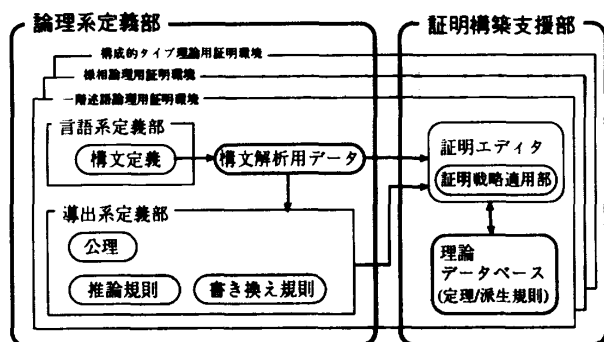 論理系定義部
証明構築支援部
構成的タイプ理論用証明環境
様相論理用証明環境
一階述語論理用証明環境
言語系定義部
構文定義
構文解析用データ
証明エディタ
証明戦略適用部
導出系定義部
公理
推論規則
書き換え規則
理論
データベース
(定理/派生規則)